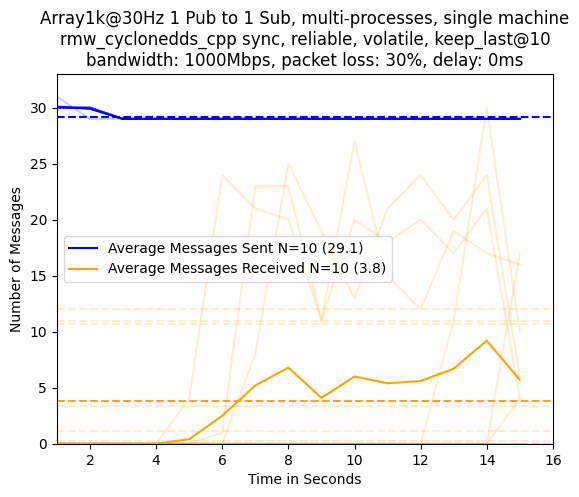 Array1k@30Hz 1 Pub to 1 Sub, multi-processes, single machine
rmw_cyclonedds_cpp sync, reliable, volatile, keep_last@10
bandwidth: 1000Mbps, packet loss: 30%, delay: 0ms
30
25
20
15
10
5
0
Number of Messages
Average Messages Sent N=10 (29.1)
Average Messages Received N=10 (3.8)
2 4 6 8 10 12 14 16
Time in Seconds